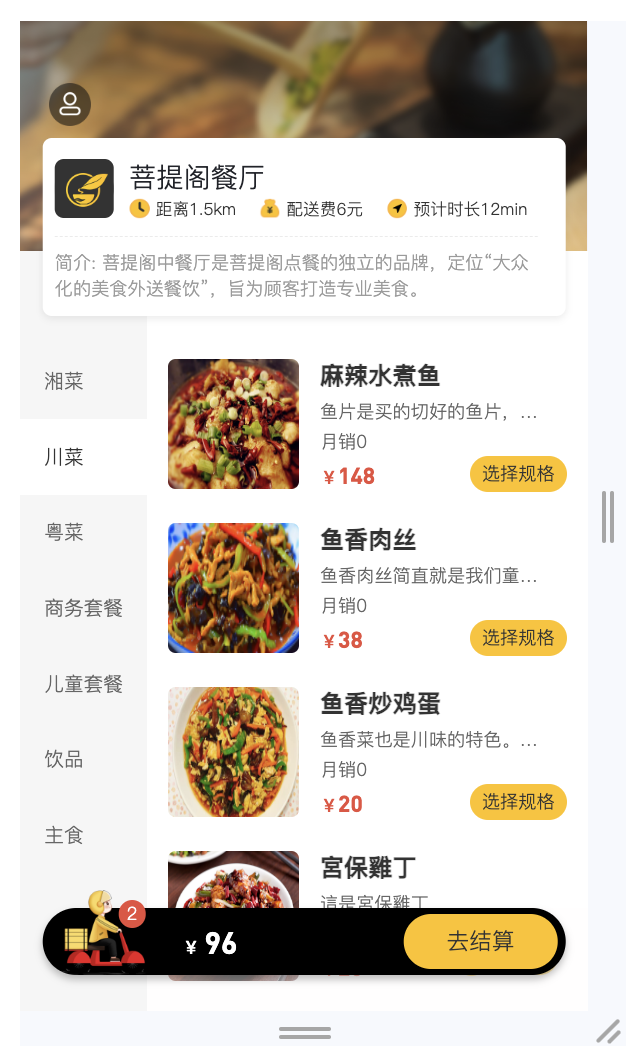 菩提阁餐厅
距离1.5km 配送费6元 预计时长12min
简介: 菩提阁中餐厅是菩提阁点餐的独立的品牌，定位“大众
化的美食外送餐饮”，旨为顾客打造专业美食。
湘菜
川菜
粤菜
商务套餐
儿童套餐
饮品
主食
麻辣水煮鱼
鱼片是买的切好的鱼片，...
月销0
￥148
选择规格
鱼香肉丝
鱼香肉丝简直就是我们童...
月销0
￥38
选择规格
鱼香炒鸡蛋
鱼香菜也是川味的特色。...
月销0
￥20
选择规格
宮保雞丁
這是宮保雞丁
2
￥ 96
去结算